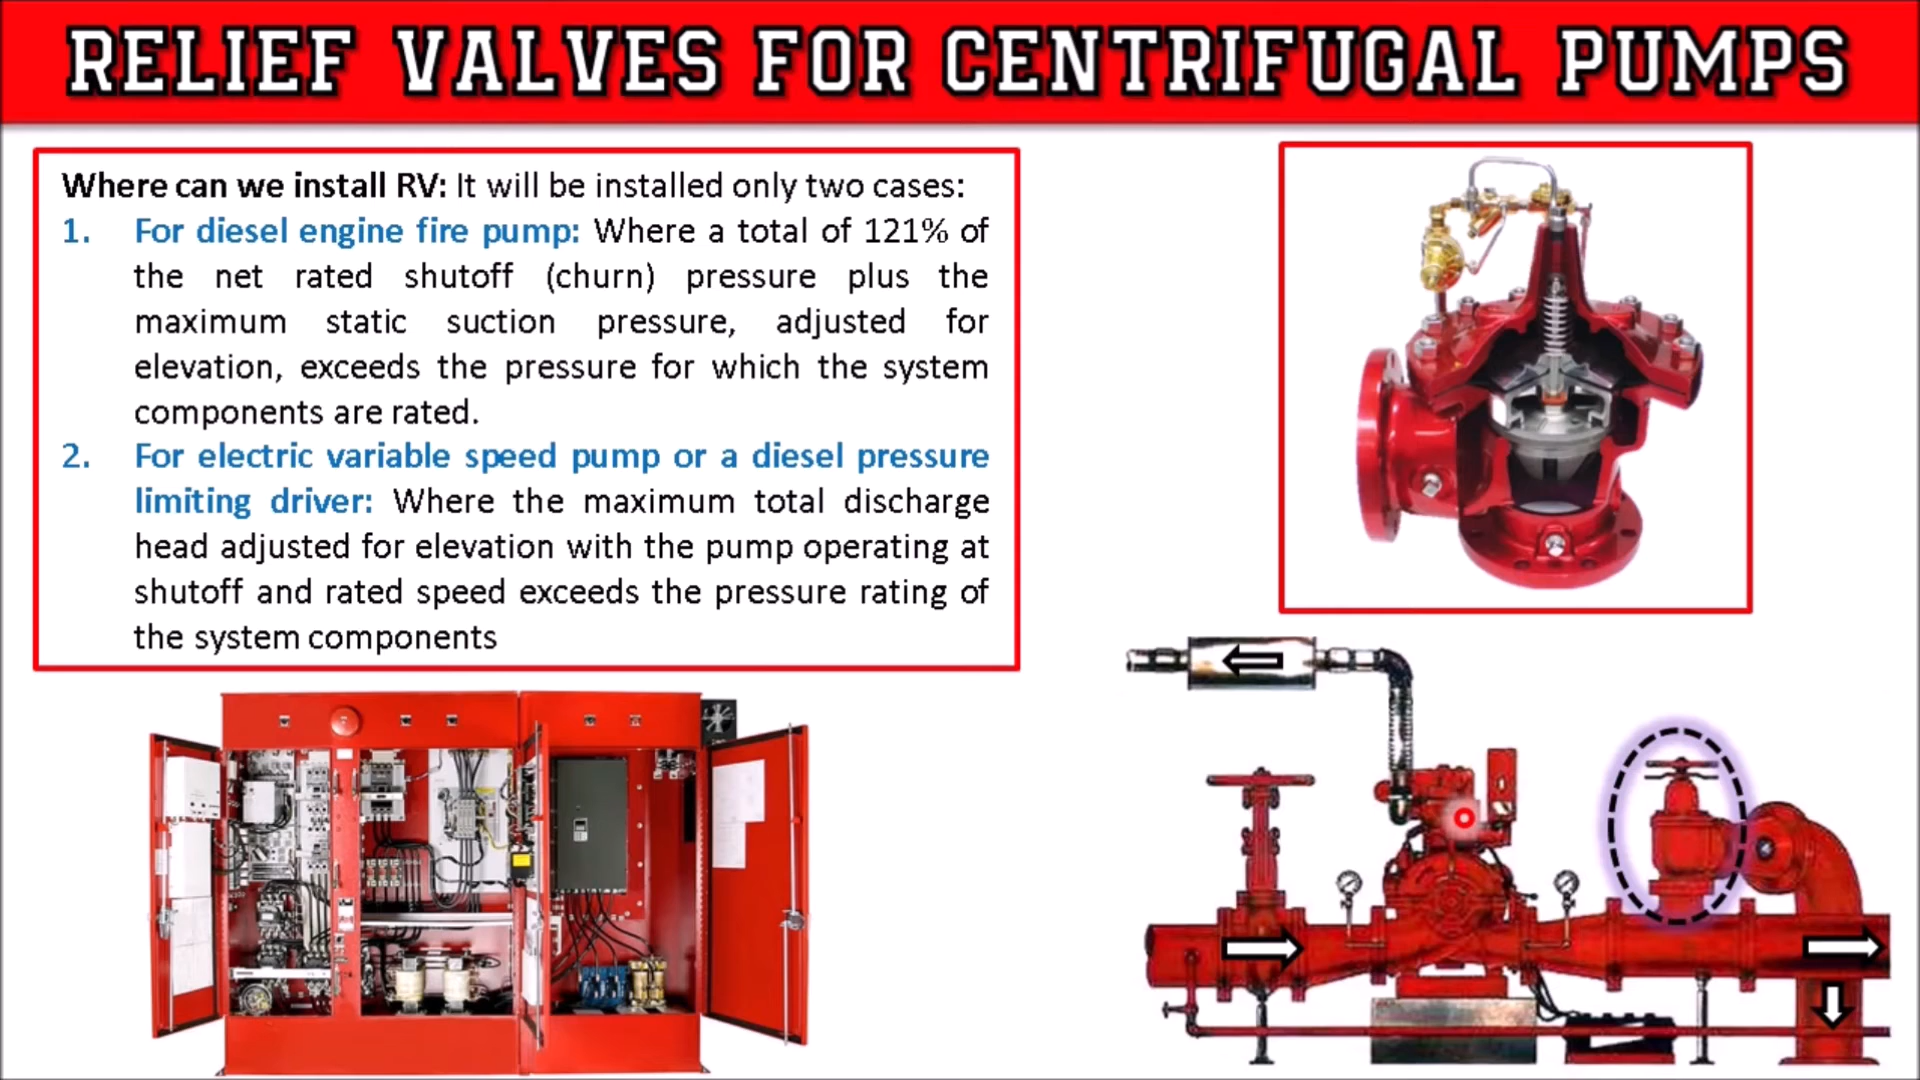 RELIEF VALVES FOR CENTRIFUGAL PUMPS
Where can we install RV: It will be installed only two cases:
1. For diesel engine fire pump: Where a total of 121% of
the net rated shutoff (churn) pressure plus the
maximum static suction pressure, adjusted for
elevation, exceeds the pressure for which the system
components are rated.
2. For electric variable speed pump or a diesel pressure
limiting driver: Where the maximum total discharge
head adjusted for elevation with the pump operating at
shutoff and rated speed exceeds the pressure rating of
the system components